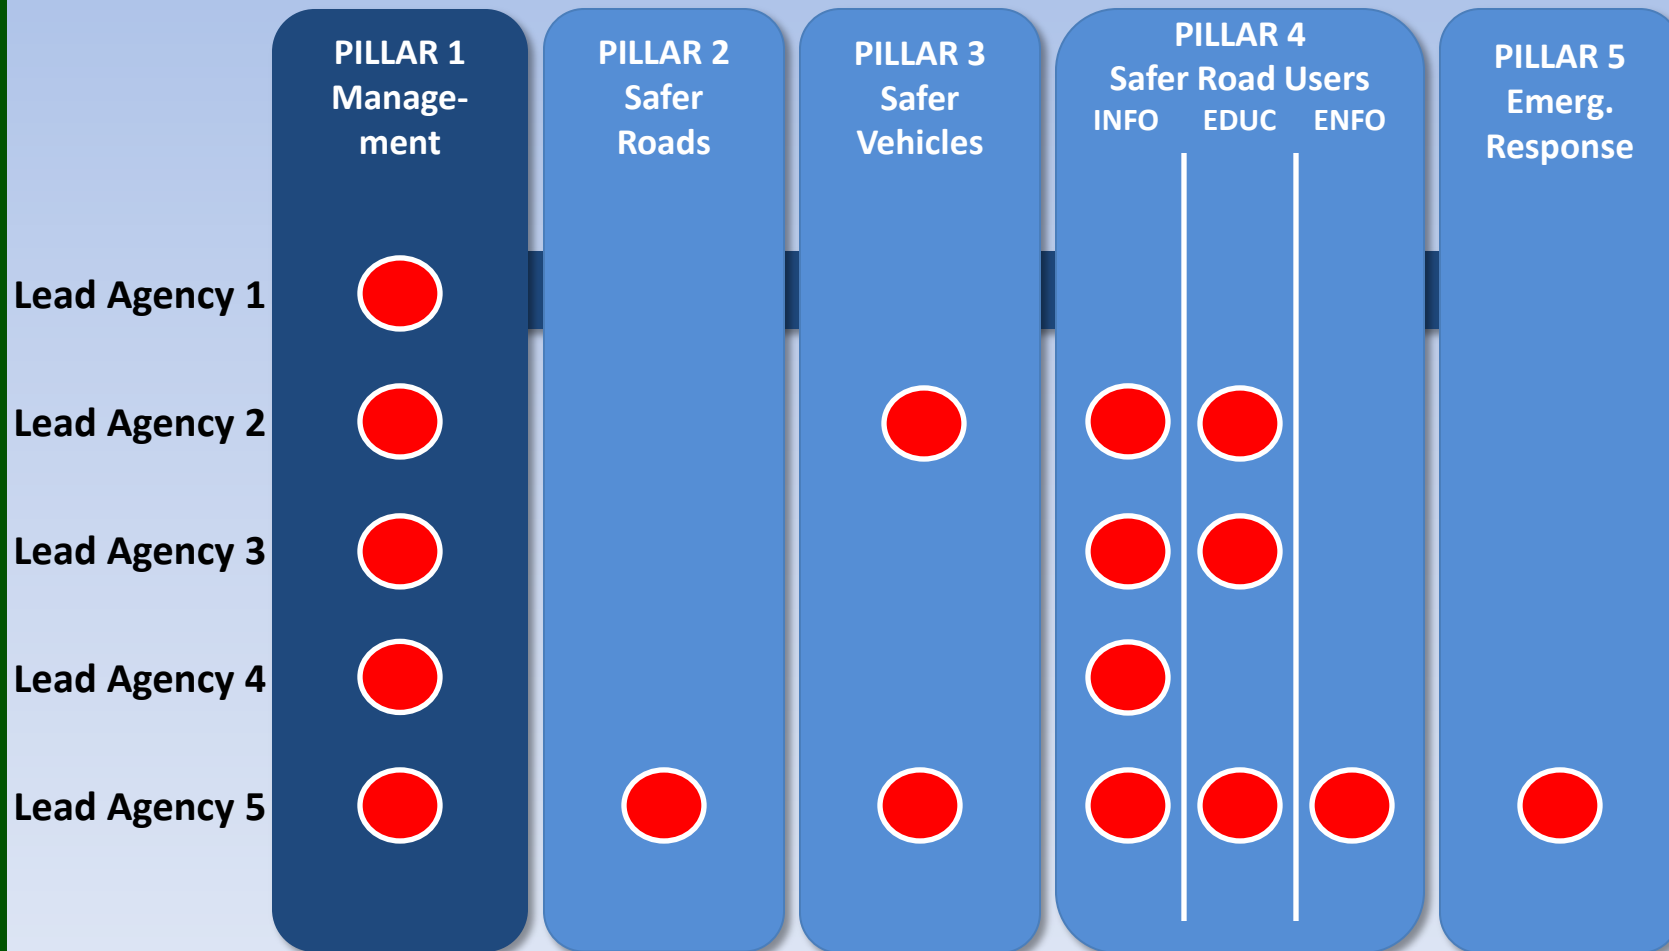 PILLAR 1
Manage-
ment
PILLAR 2
Safer
Roads
PILLAR 3
Safer
Vehicles
PILLAR 4
Safer Road Users
INFO EDUC ENFO
PILLAR 5
Emerg.
Response
Lead Agency 1
Lead Agency 2
Lead Agency 3
Lead Agency 4
Lead Agency 5